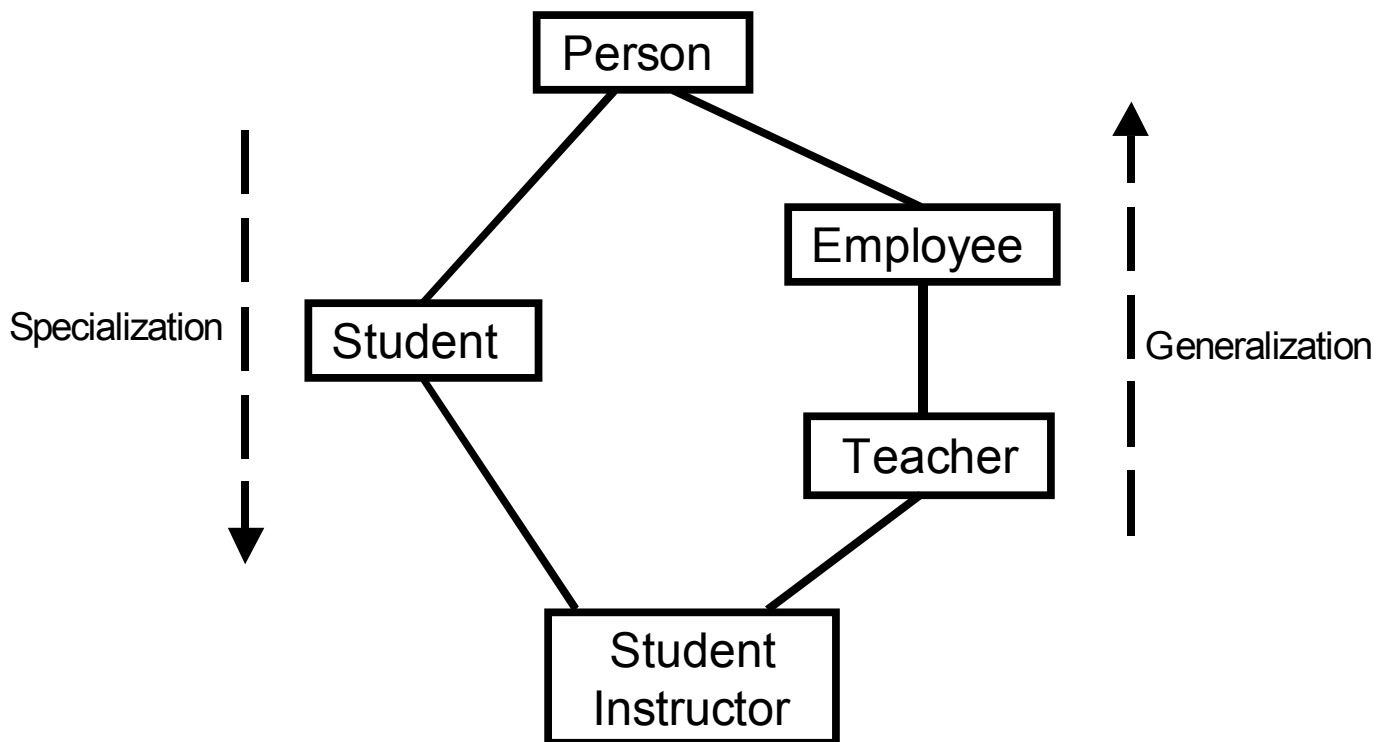 Person
Employee
Specialization
Student
Generalization
Teacher
Student
Instructor